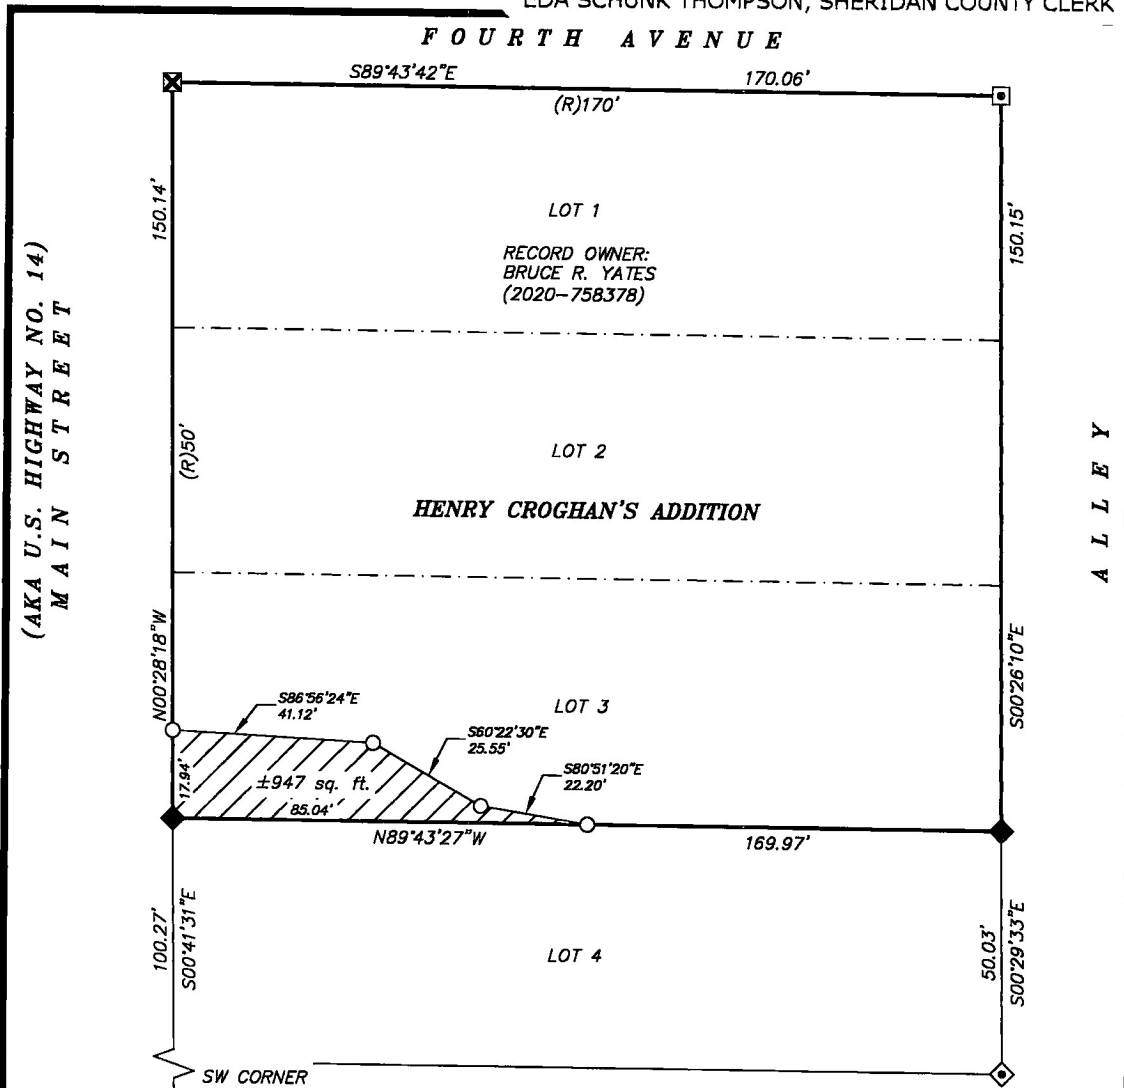 EDA SCHUNK THOMPSON, SHERIDAN COUNTY CLERK
FOURTH AVENUE
S89°43'42"E
170.06'
(R)170'
150.14'
150.15'
LOT 1
RECORD OWNER:
BRUCE R. YATES
(2020-758378)
(AKA U.S. HIGHWAY NO. 14)
MAIN STREET
(R)50'
LOT 2
HENRY CROGHAN'S ADDITION
ALLEY
N00°28'18"W
S00°26'10"E
LOT 3
S86°56'24"E
41.12'
S60°22'30"E
25.55'
S80°51'20"E
22.20'
17.94'
±947 sq. ft.
85.04'
N89°43'27"W
169.97'
100.27'
S00°41'31"E
LOT 4
50.03'
S00°29'33"E
SW CORNER